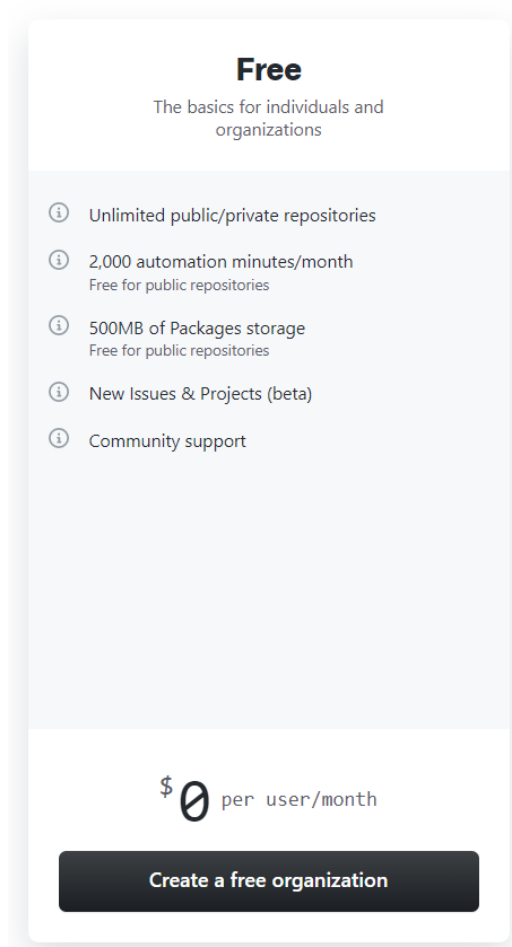 Free
The basics for individuals and
organizations
Unlimited public/private repositories
2,000 automation minutes/month
Free for public repositories
500MB of Packages storage
Free for public repositories
New Issues & Projects (beta)
Community support
$0 per user/month
Create a free organization